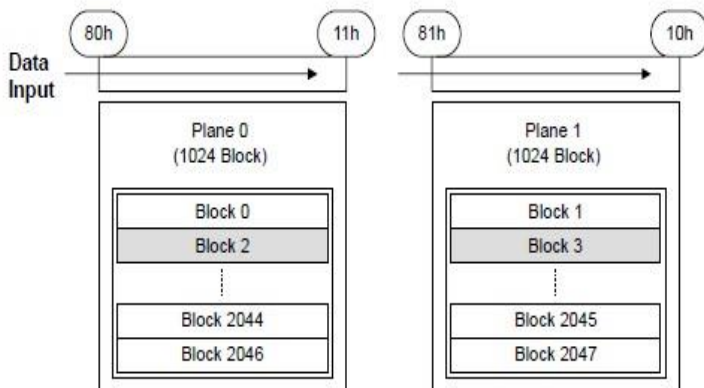 80h
11h
81h
10h
Data
Input
Plane 0
(1024 Block)
Block 0
Block 2
Block 2044
Block 2046
Plane 1
(1024 Block)
Block 1
Block 3
Block 2045
Block 2047